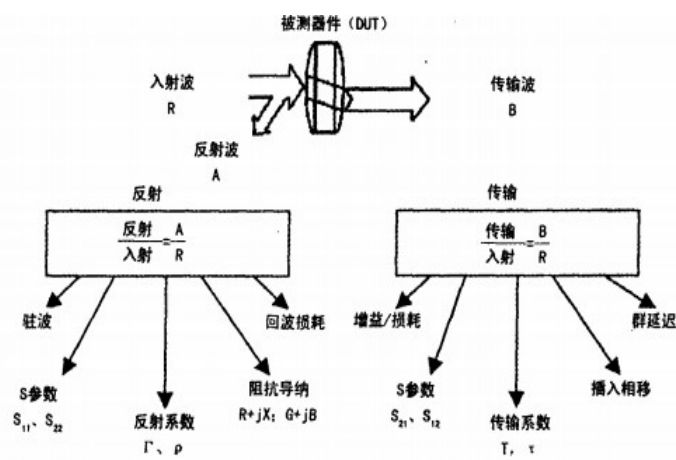 被测器件（DUT）
入射波
R
传输波
B
反射波
A
反射
反射 = A
入射 R
驻波
回波损耗
S参数
S₁₁、S₂₂
反射系数
Γ、ρ
阻抗导纳
R+jX；G+jB
传输
传输 = B
入射 R
增益/损耗
群延迟
S参数
S₂₁、S₁₂
传输系数
T，τ
插入相移